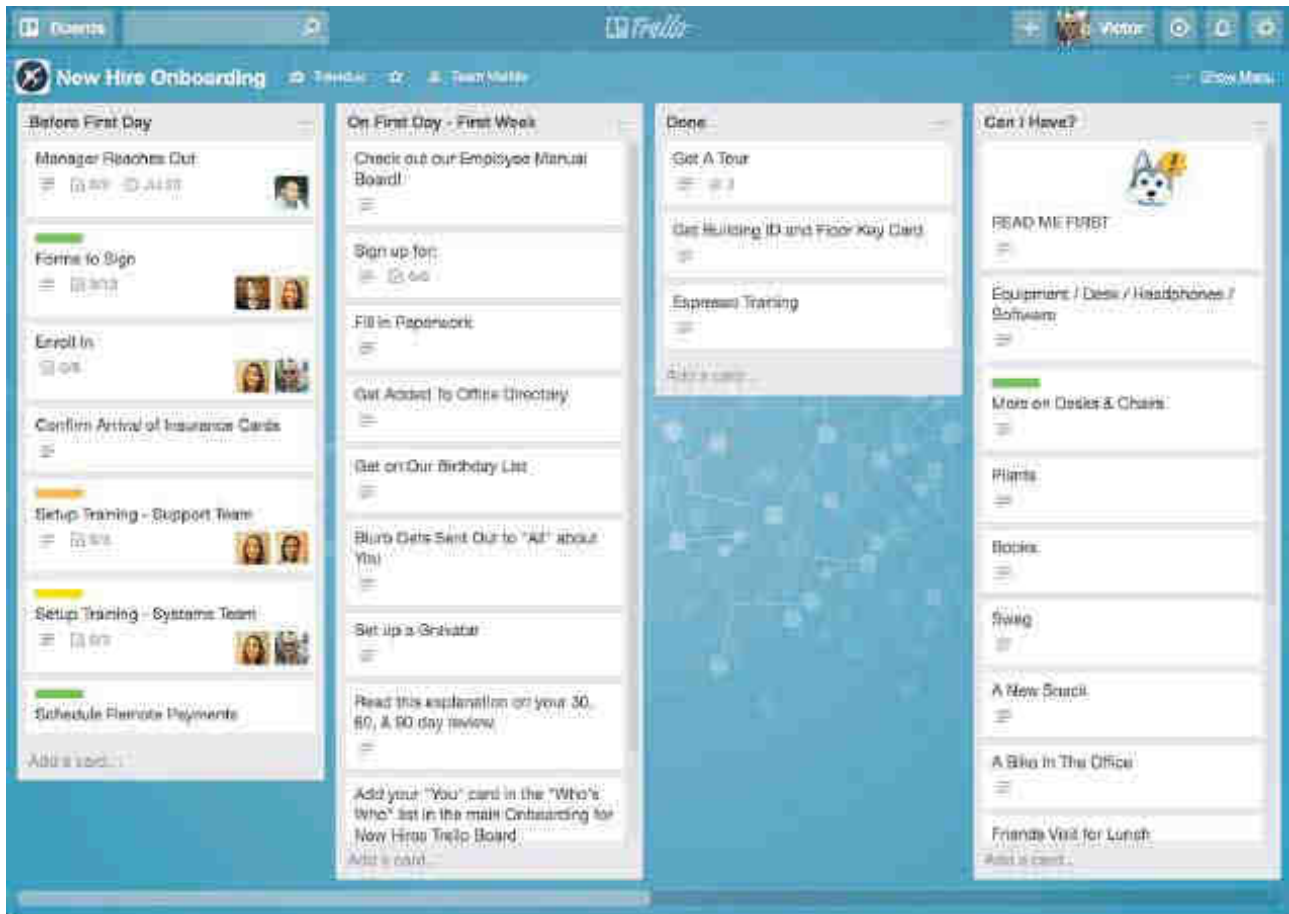 Boards
Trello
Victor
New Hire Onboarding
Trello Inc
Team Visible
Show Menu
Before First Day
Manager Reaches Out
Forms to Sign
Enroll In
Confirm Arrival of Insurance Cards
Setup Training - Support Team
Setup Training - Systems Team
Schedule Remote Payments
Add a card...
On First Day - First Week
Check out our Employee Manual
Board!
Sign up for:
Fill in Paperwork
Get Added To Office Directory
Get on Our Birthday List
Blurb Gets Sent Out to "All" about
You
Set up a Gravatar
Read this explanation on your 30,
60, & 90 day review
Add your "You" card in the "Who's
Who" list in the main Onboarding for
New Hires Trello Board
Add a card...
Done
Get A Tour
Get Building ID and Floor Key Card
Espresso Training
Add a card...
Can I Have?
READ ME FIRST
Equipment / Desk / Headphones /
Software
More on Desks & Chairs
Plants
Books
Swag
A New Snack
A Bike In The Office
Friends Visit for Lunch
Add a card...